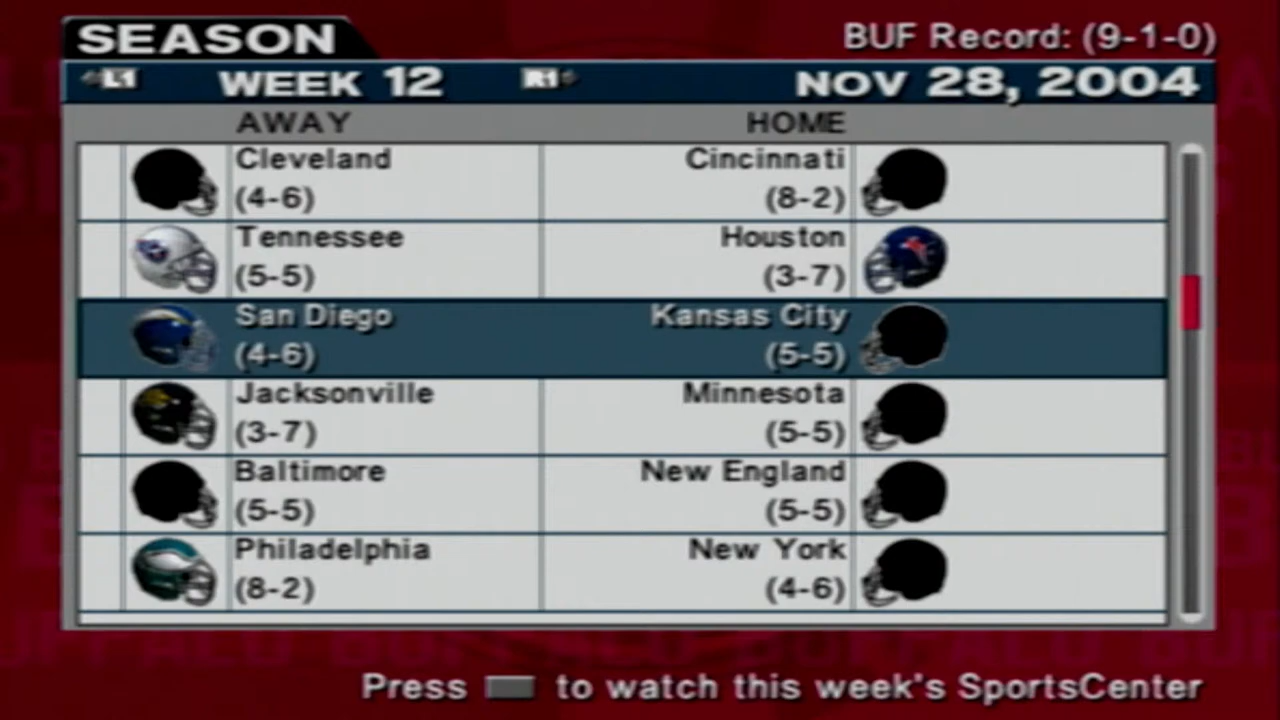 SEASON
BUF Record: (9-1-0)
L1 WEEK 12 R1 NOV 28, 2004
AWAY HOME
Cleveland Cincinnati
(4-6) (8-2)
Tennessee Houston
(5-5) (3-7)
San Diego Kansas City
(4-6) (5-5)
Jacksonville Minnesota
(3-7) (5-5)
Baltimore New England
(5-5) (5-5)
Philadelphia New York
(8-2) (4-6)
Press to watch this week's SportsCenter